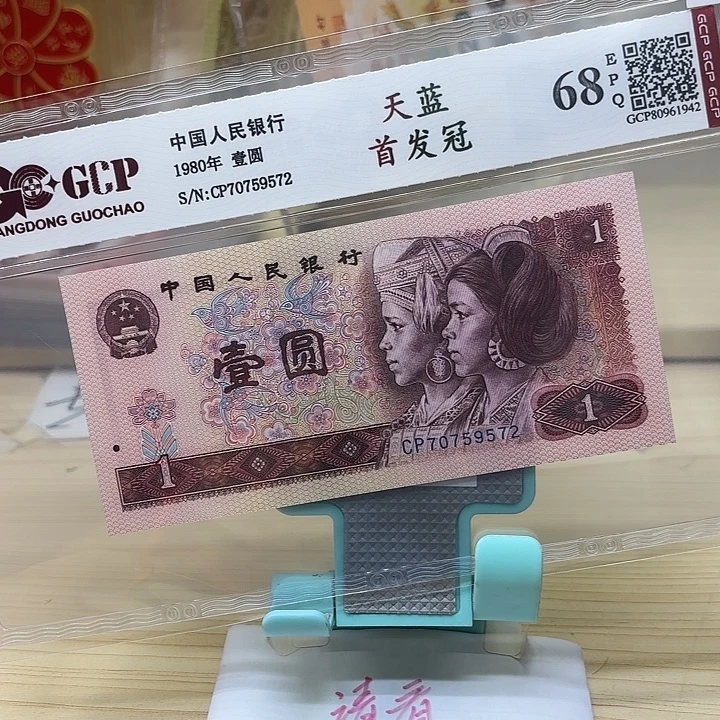 GCP
ANGDONG GUOCHAO
中国人民银行
1980年 壹圆
S/N:CP70759572
天蓝
首发冠
68
EPQ
GCP80961942
GCP GCP GCP
中国人民银行
1
壹圆
1
CP70759572
1
请看